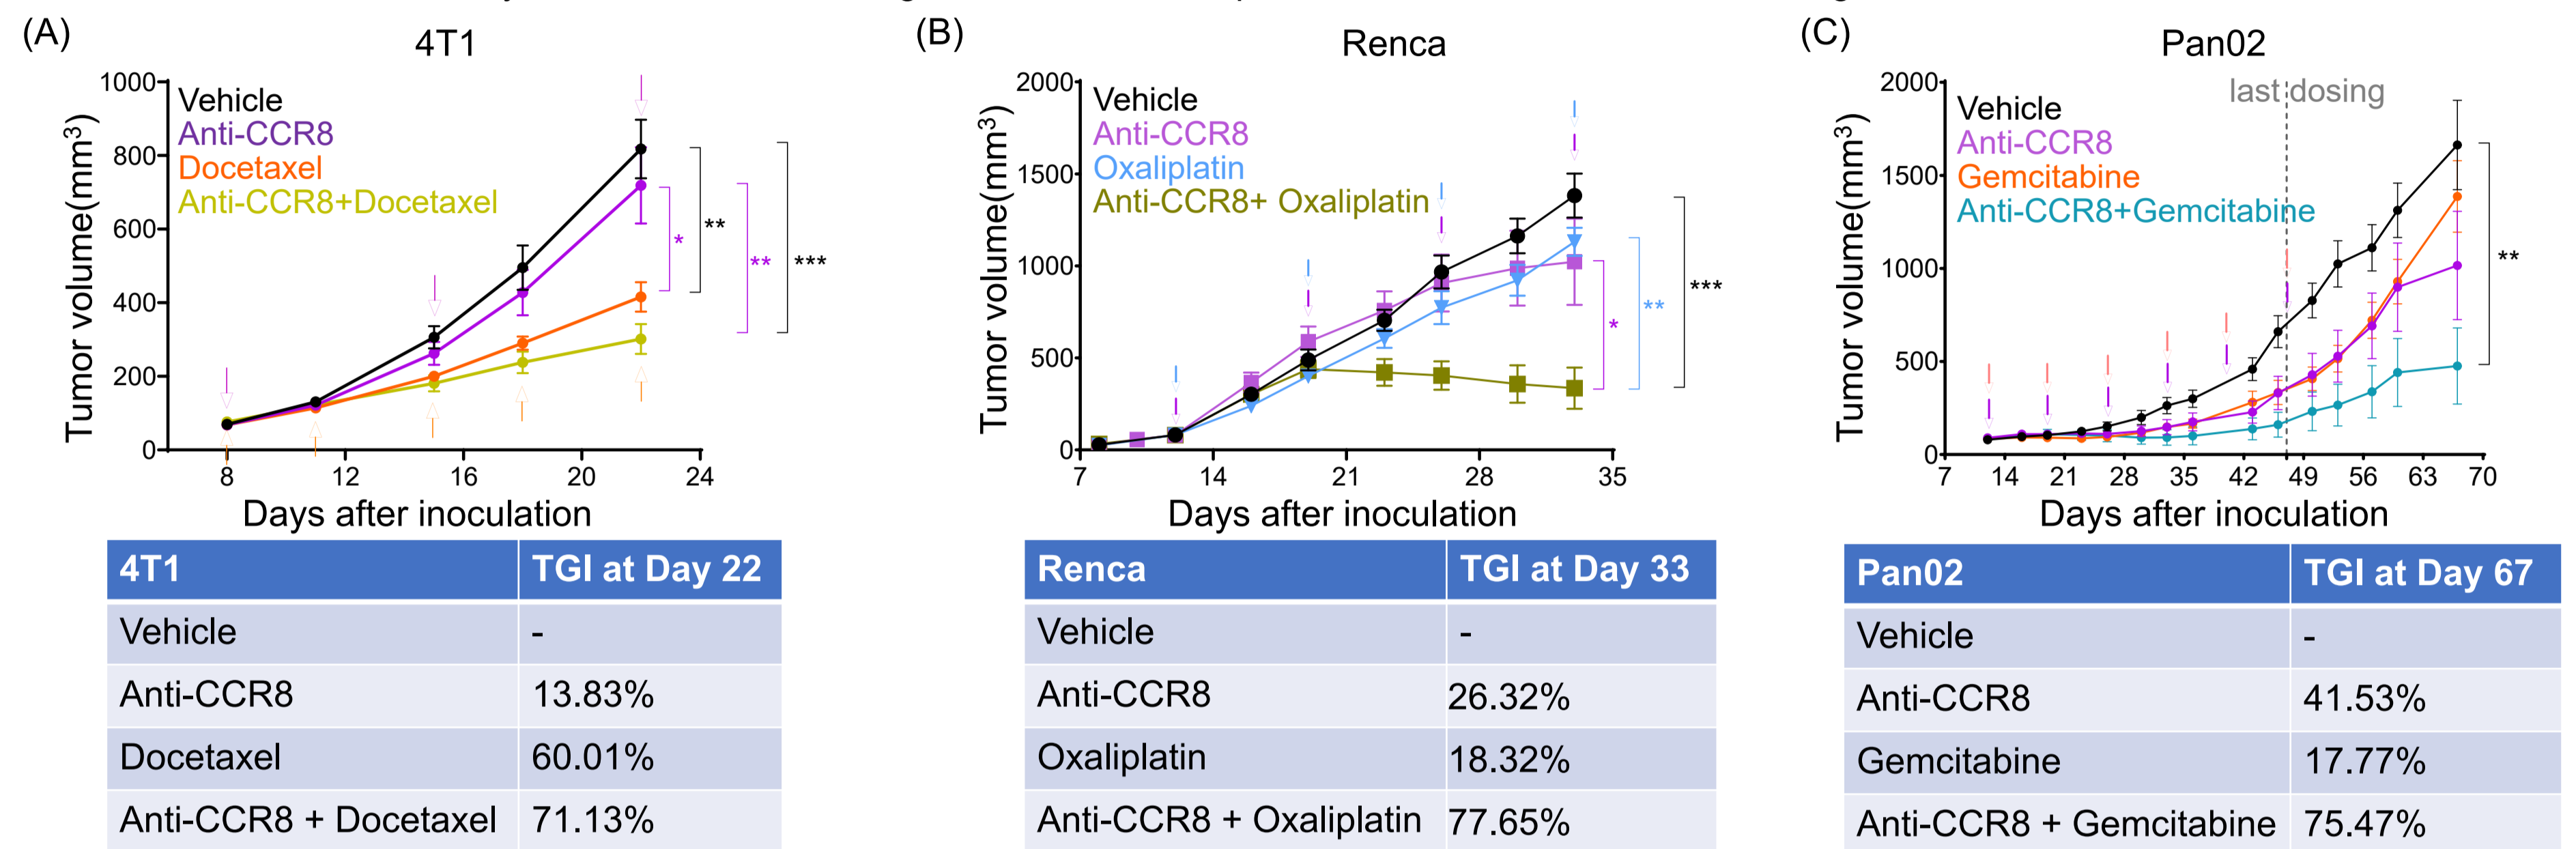 (A)
4T1
Tumor volume(mm³)
1000
800
600
400
200
0
Vehicle
Anti-CCR8
Docetaxel
Anti-CCR8+Docetaxel
*
**
**
***
8 12 16 20 24
Days after inoculation
4T1 TGI at Day 22
Vehicle -
Anti-CCR8 13.83%
Docetaxel 60.01%
Anti-CCR8 + Docetaxel 71.13%
(B)
Renca
Tumor volume(mm³)
2000
1500
1000
500
0
Vehicle
Anti-CCR8
Oxaliplatin
Anti-CCR8+ Oxaliplatin
*
**
***
7 14 21 28 35
Days after inoculation
Renca TGI at Day 33
Vehicle -
Anti-CCR8 26.32%
Oxaliplatin 18.32%
Anti-CCR8 + Oxaliplatin 77.65%
(C)
Pan02
Tumor volume(mm³)
2000
1500
1000
500
0
last dosing
Vehicle
Anti-CCR8
Gemcitabine
Anti-CCR8+Gemcitabine
**
7 14 21 28 35 42 49 56 63 70
Days after inoculation
Pan02 TGI at Day 67
Vehicle -
Anti-CCR8 41.53%
Gemcitabine 17.77%
Anti-CCR8 + Gemcitabine 75.47%